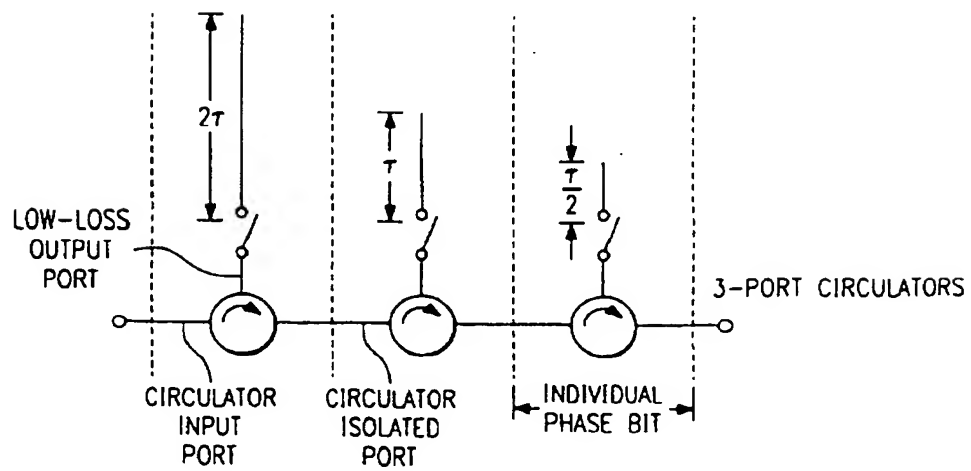 2τ
τ
τ
2
LOW-LOSS
OUTPUT
PORT
3-PORT CIRCULATORS
CIRCULATOR
INPUT
PORT
CIRCULATOR
ISOLATED
PORT
INDIVIDUAL
PHASE BIT